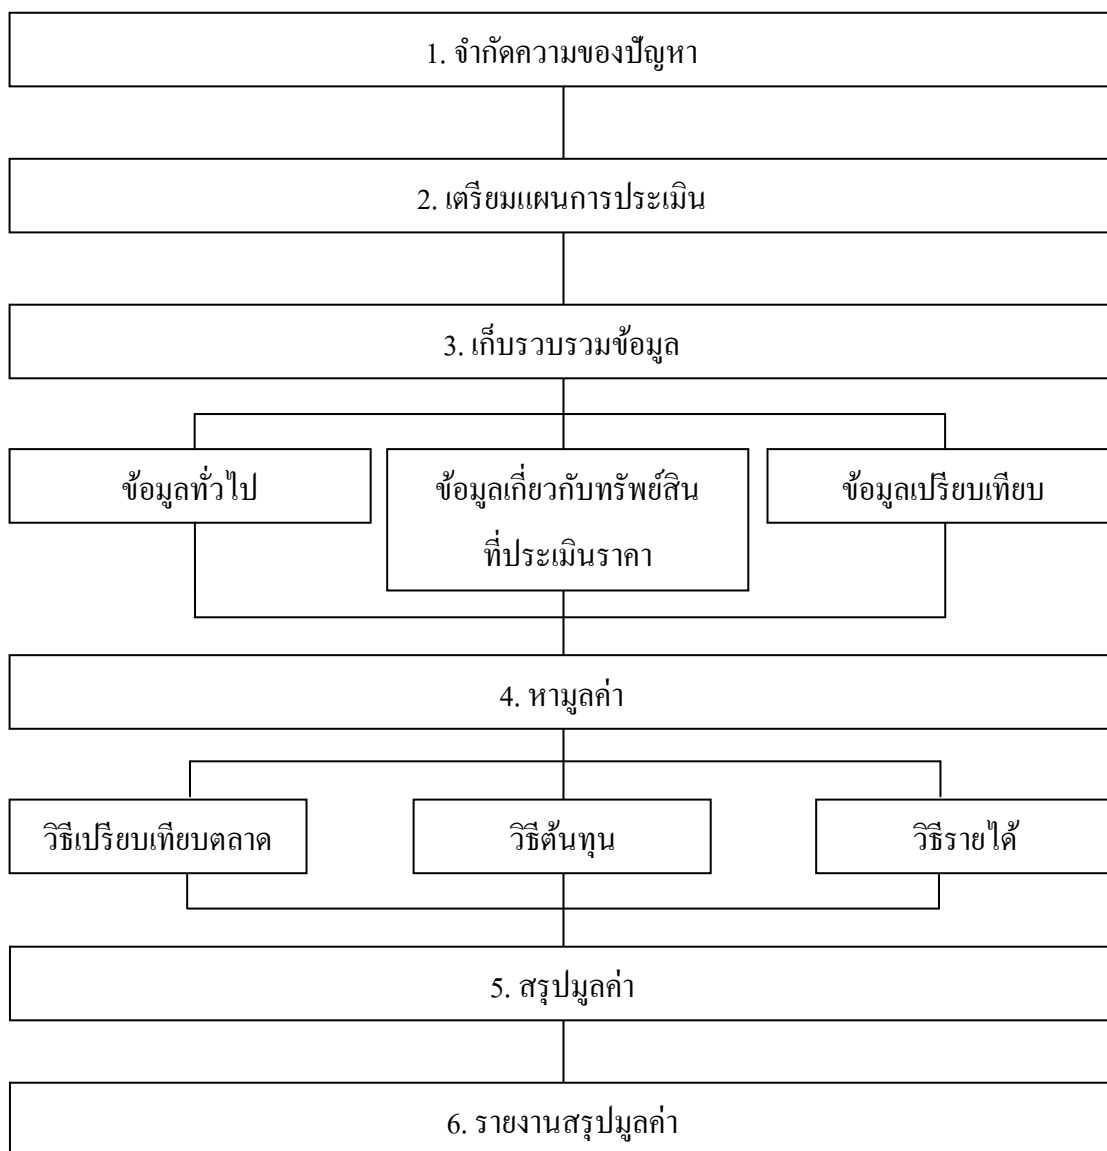 1. จำกัดความของปัญหา
2. เตรียมแผนการประเมิน
3. เก็บรวบรวมข้อมูล
ข้อมูลทั่วไป
ข้อมูลเกี่ยวกับทรัพย์สิน
ที่ประเมินราคา
ข้อมูลเปรียบเทียบ
4. หามูลค่า
วิธีเปรียบเทียบตลาด
วิธีต้นทุน
วิธีรายได้
5. สรุปมูลค่า
6. รายงานสรุปมูลค่า